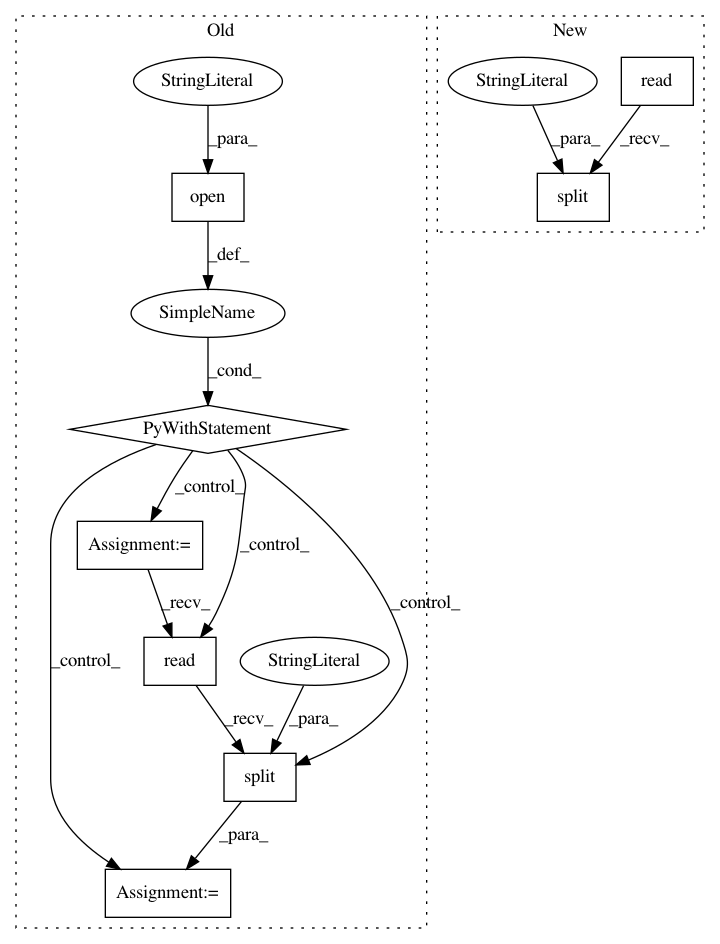 Old
New
StringLiteral
StringLiteral
read
_para_
_para_
_recv_
open
split
_def_
SimpleName
_cond_
PyWithStatement
_control_
Assignment:=
_control_
_control_
_recv_
_control_
read
StringLiteral
_recv_
_para_
split
_para_
Assignment:=